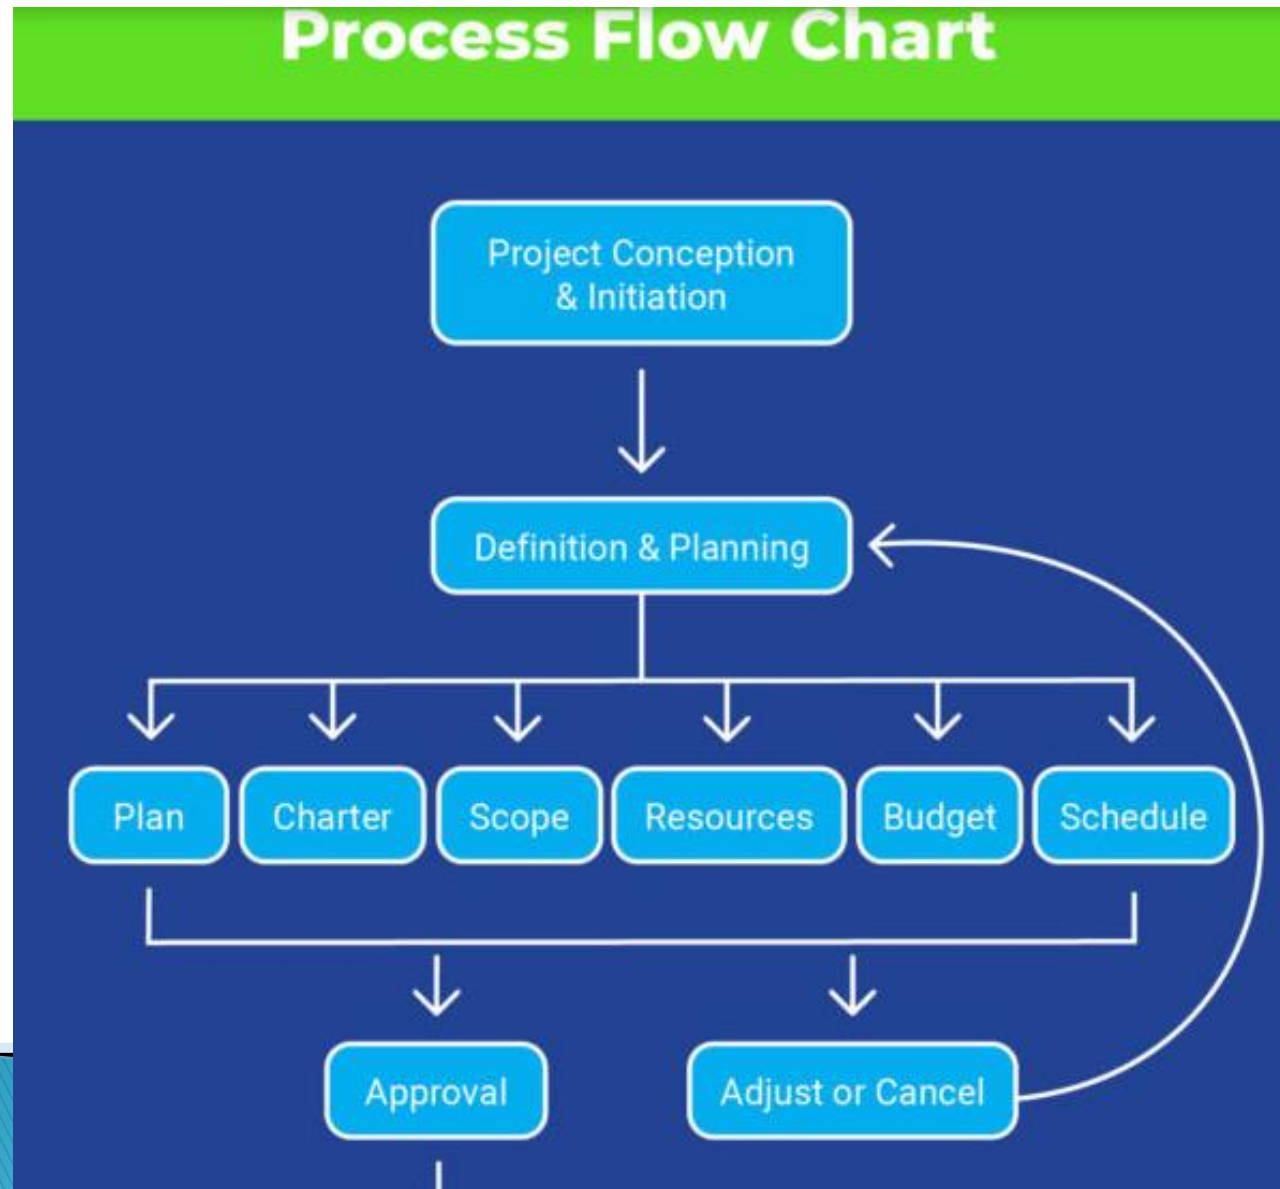 Process Flow Chart
Project Conception
& Initiation
Definition & Planning
Plan
Charter
Scope
Resources
Budget
Schedule
Approval
Adjust or Cancel